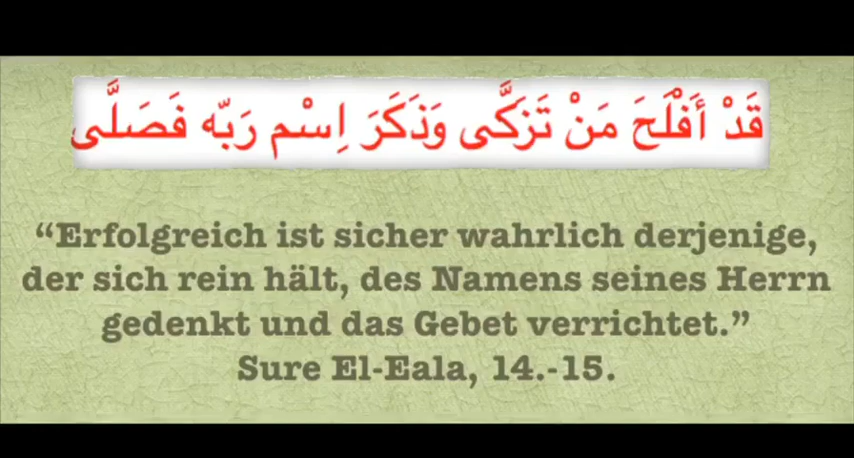 قَدْ أَفْلَحَ مَنْ تَزَكَّى وَذَكَرَ اِسْم رَبّه فَصَلَّى
“Erfolgreich ist sicher wahrlich derjenige,
der sich rein hält, des Namens seines Herrn
gedenkt und das Gebet verrichtet.”
Sure El-Eala, 14.-15.